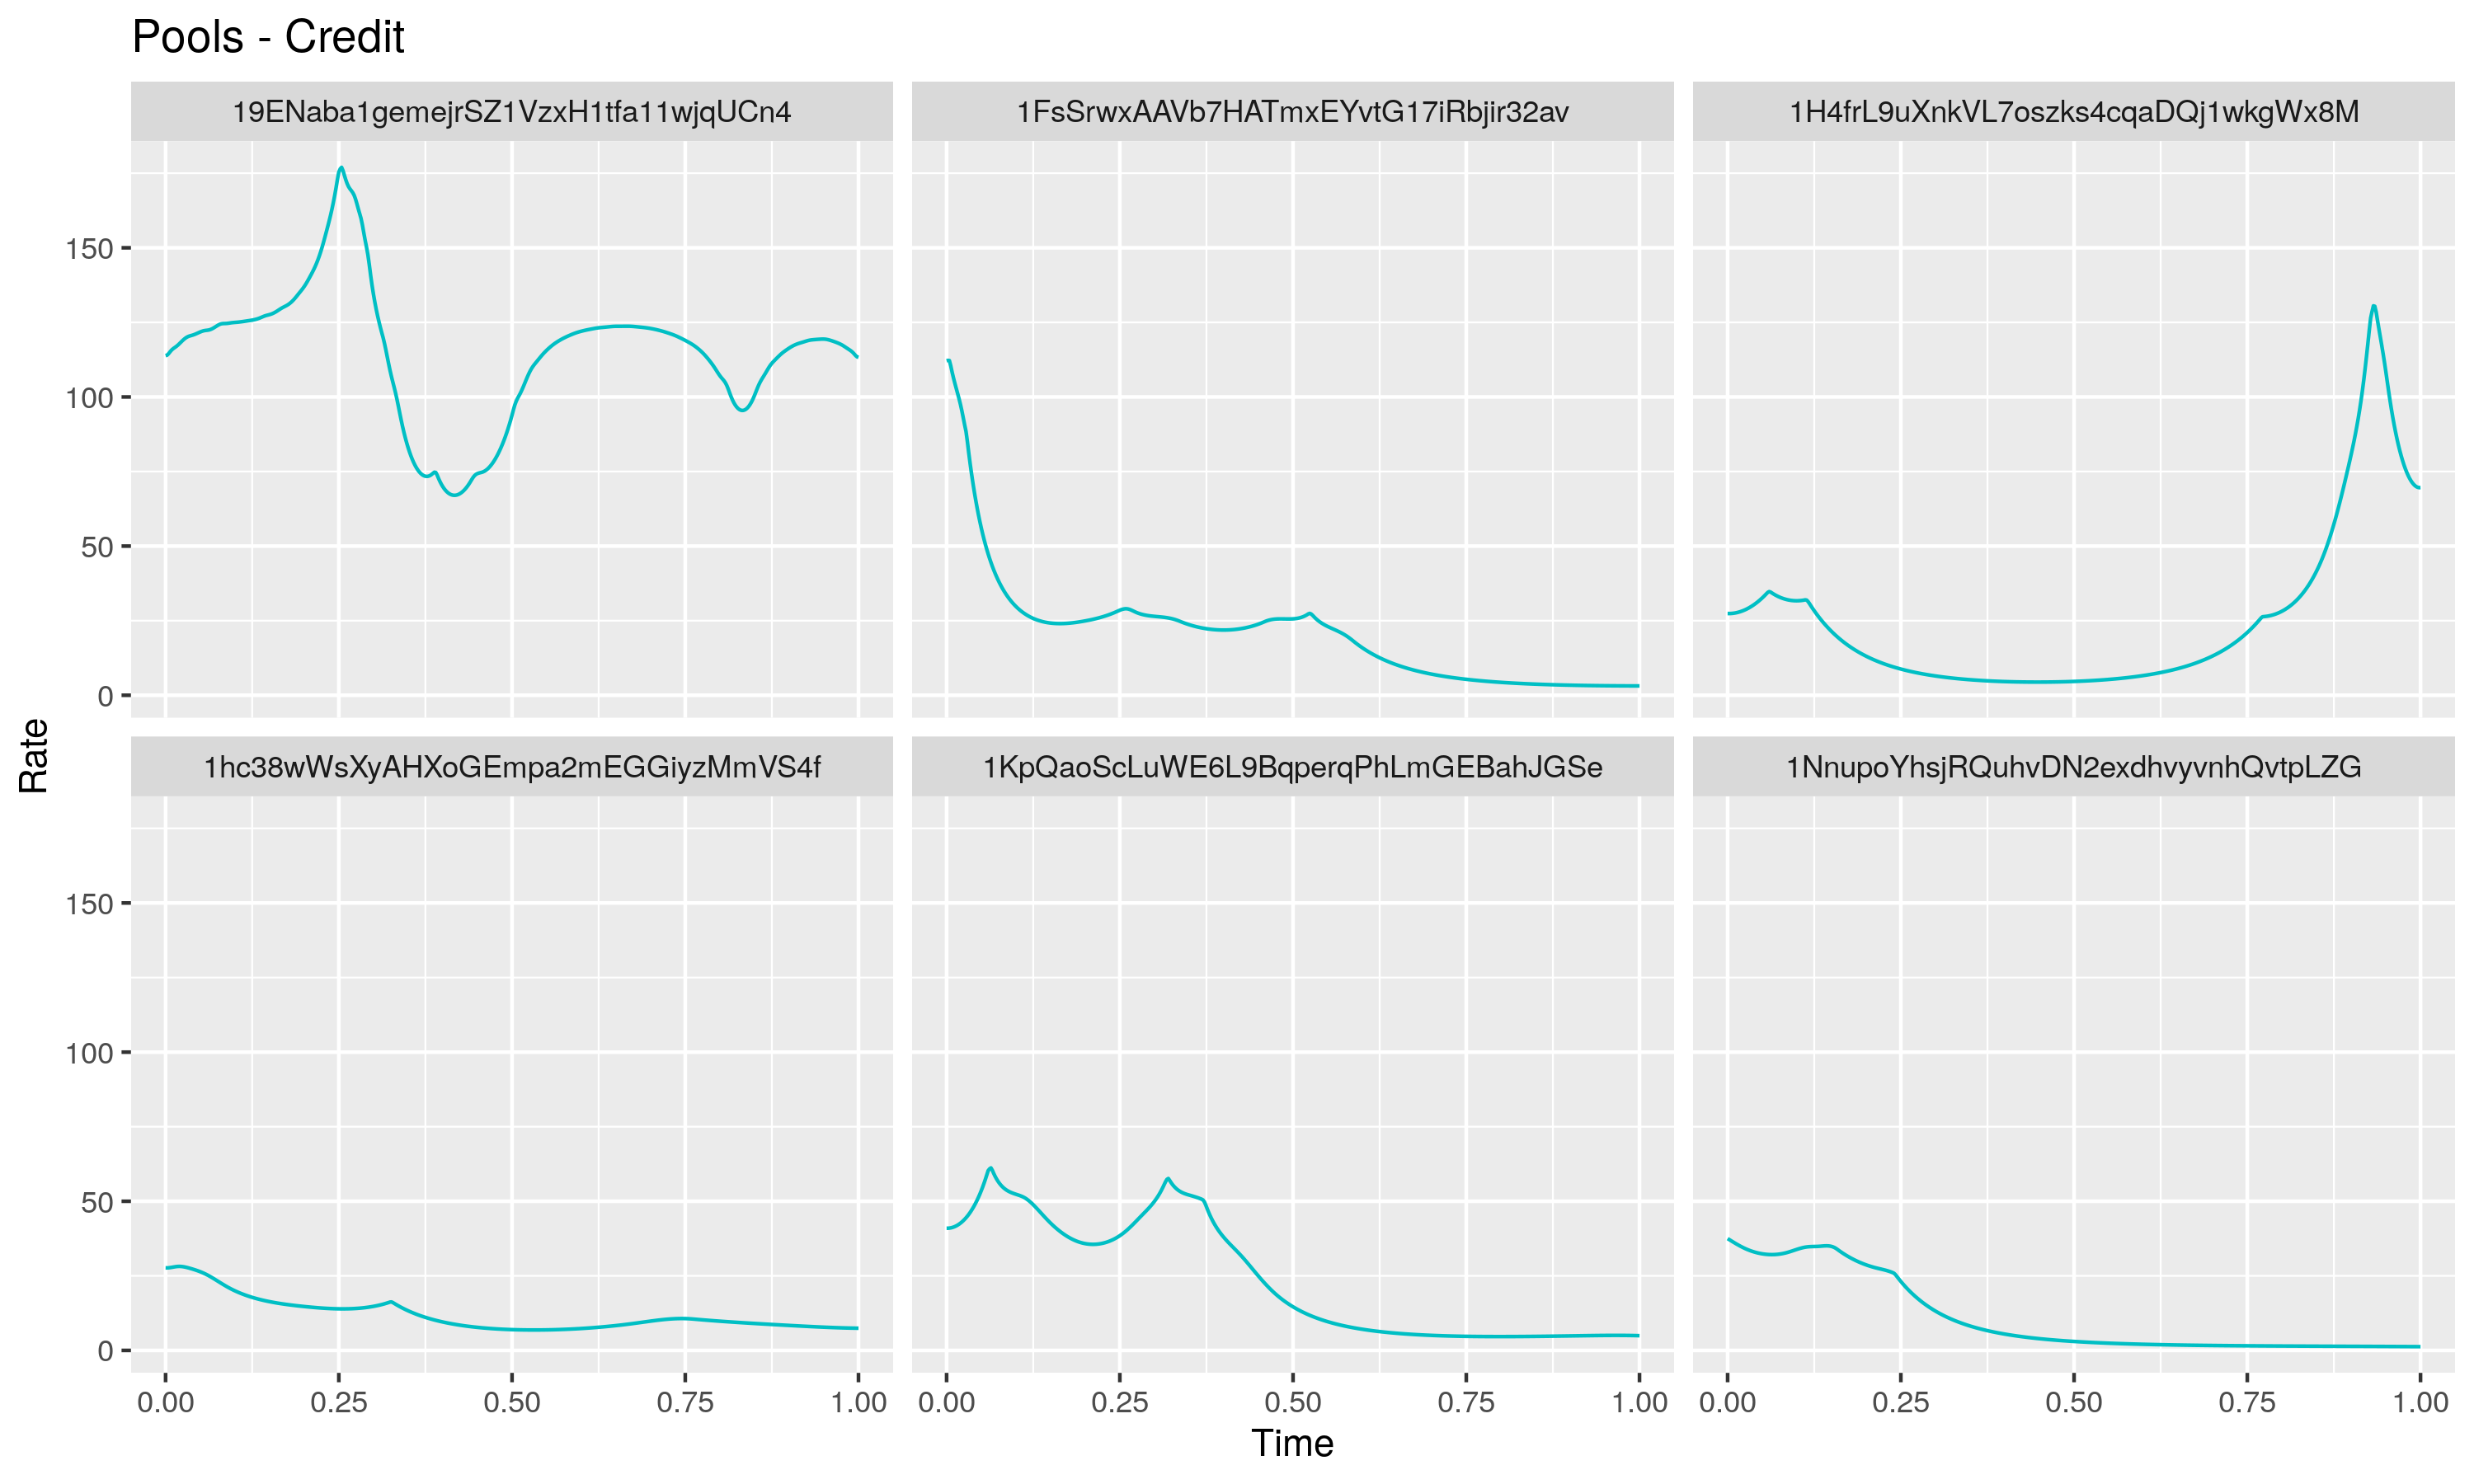 Pools - Credit
19ENaba1gemejrSZ1VzxH1tfa11wjqUCn4
1FsSrwxAAVb7HATmxEYvtG17iRbjir32av
1H4frL9uXnkVL7oszks4cqaDQj1wkgWx8M
150
100
50
0
Rate
1hc38wWsXyAHXoGEmpa2mEGGiyzMmVS4f
1KpQaoScLuWE6L9BqperqPhLmGEBahJGSe
1NnupoYhsjRQuhvDN2exdhvyvnhQvtpLZG
150
100
50
0
0.00 0.25 0.50 0.75 1.00
0.00 0.25 0.50 0.75 1.00
0.00 0.25 0.50 0.75 1.00
Time